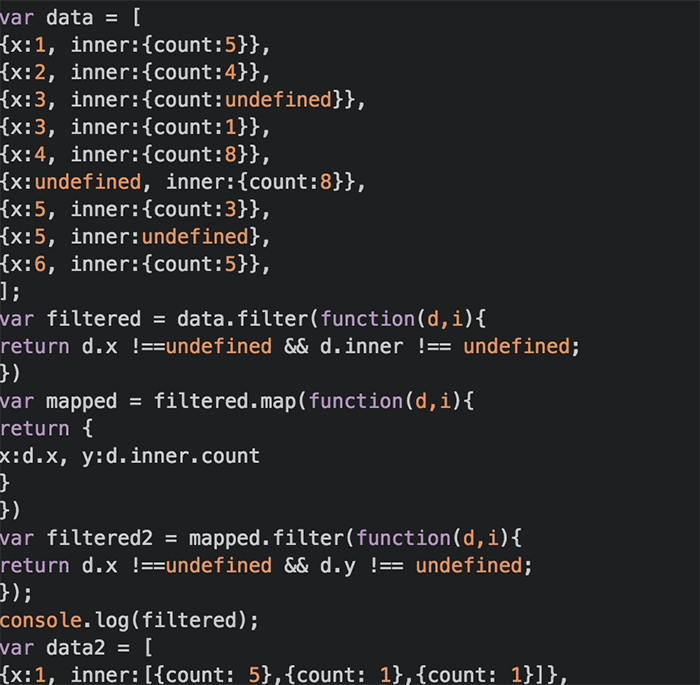 var data = [
{x:1, inner:{count:5}},
{x:2, inner:{count:4}},
{x:3, inner:{count:undefined}},
{x:3, inner:{count:1}},
{x:4, inner:{count:8}},
{x:undefined, inner:{count:8}},
{x:5, inner:{count:3}},
{x:5, inner:undefined},
{x:6, inner:{count:5}},
];
var filtered = data.filter(function(d,i){
return d.x !==undefined && d.inner !== undefined;
})
var mapped = filtered.map(function(d,i){
return {
x:d.x, y:d.inner.count
}
})
var filtered2 = mapped.filter(function(d,i){
return d.x !==undefined && d.y !== undefined;
});
console.log(filtered);
var data2 = [
{x:1, inner:[{count: 5},{count: 1},{count: 1}]},